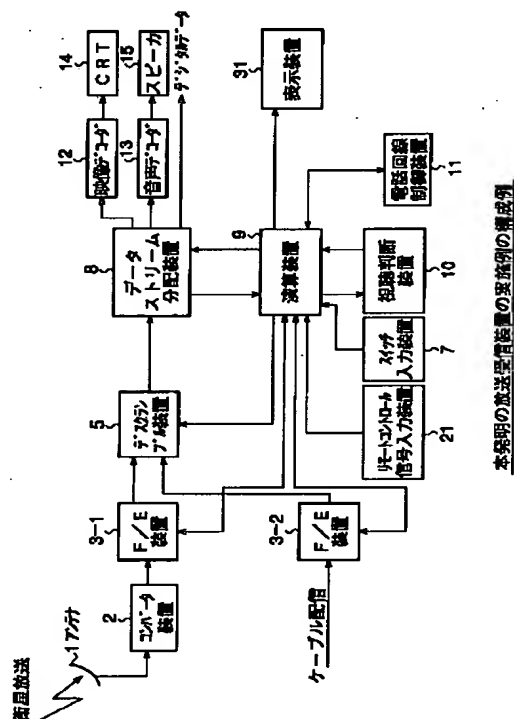 衛星放送
1 アンテナ
2
コンバータ
装置
3-1
F/E
装置
ケーブル配信
3-2
F/E
装置
5
デスクラン
ブル装置
8
データ
ストリーム
分配装置
12
映像デコーダ
14
CRT
13
音声デコーダ
15
スピーカ
デジタルデータ
9
演算装置
31
表示装置
リモートコントロール
信号入力装置
21
スイッチ
入力装置
7
視聴判断
装置
10
電話回線
制御装置
11
本発明の放送受信装置の実施例の構成例